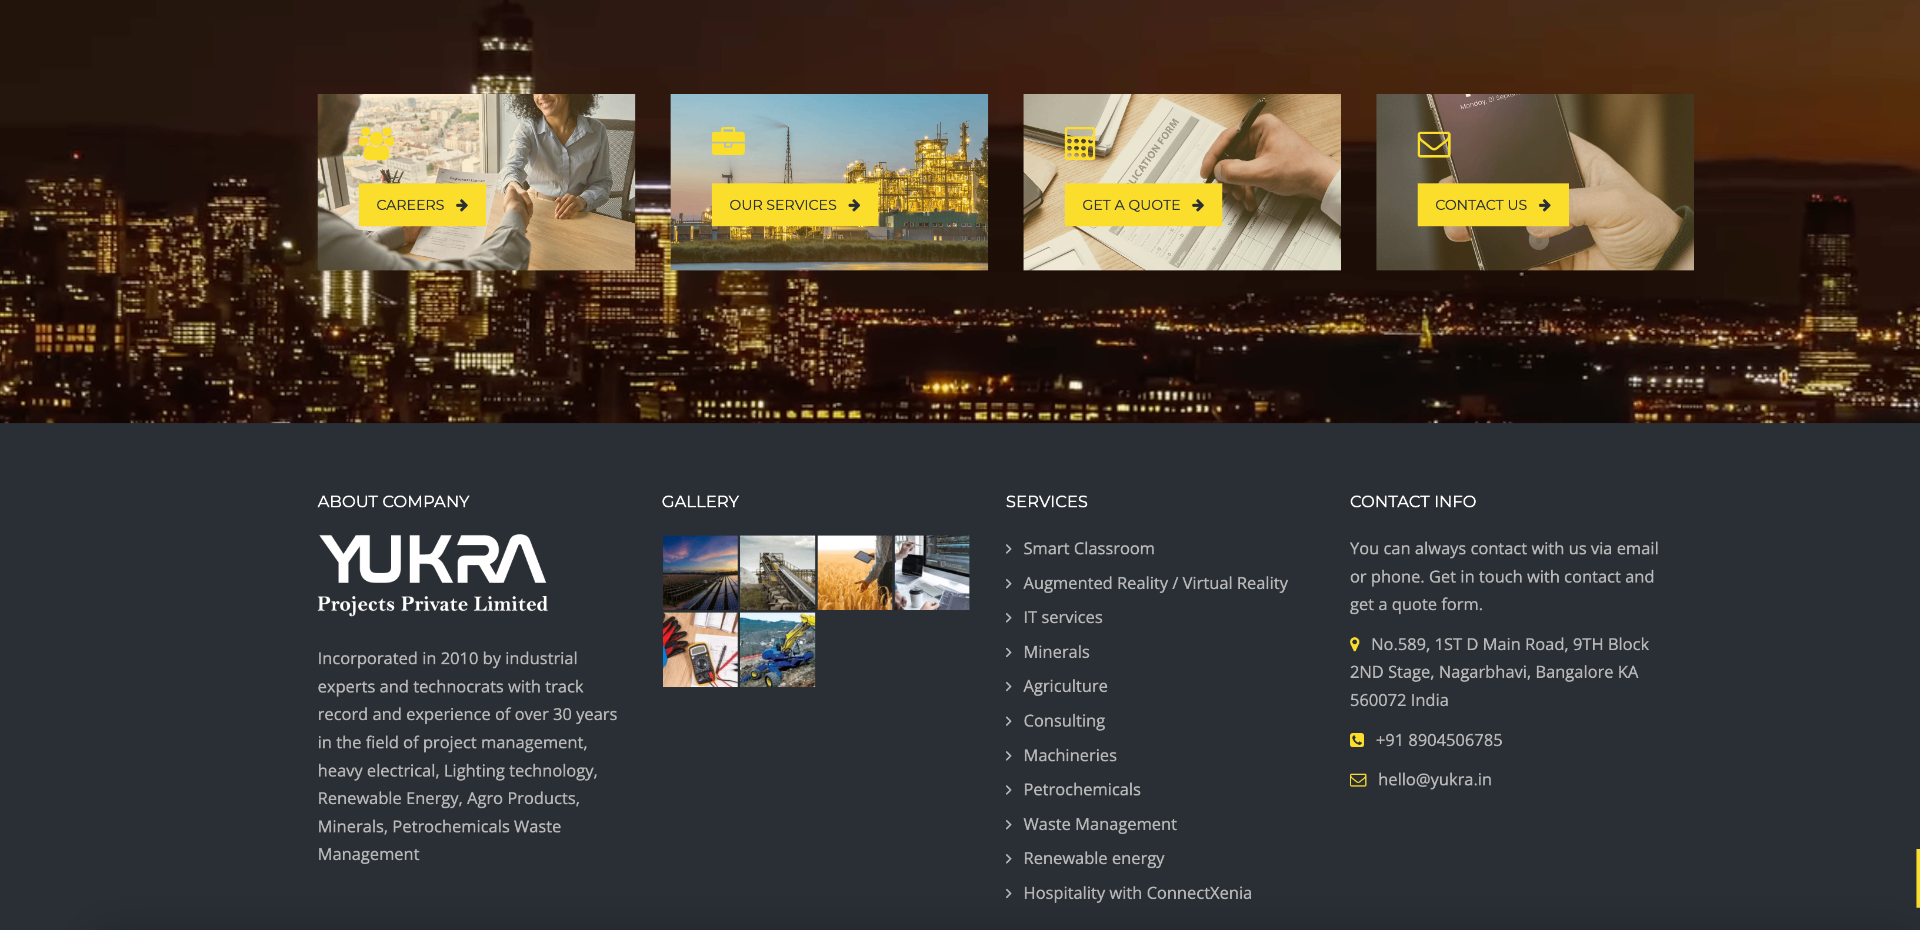 Monday, 01 Sept
APPLICATION FORM
CAREERS
OUR SERVICES
GET A QUOTE
CONTACT US
ABOUT COMPANY
YUKRA
Projects Private Limited
Incorporated in 2010 by industrial
experts and technocrats with track
record and experience of over 30 years
in the field of project management,
heavy electrical, Lighting technology,
Renewable Energy, Agro Products,
Minerals, Petrochemicals Waste
Management
GALLERY
SERVICES
Smart Classroom
Augmented Reality / Virtual Reality
IT services
Minerals
Agriculture
Consulting
Machineries
Petrochemicals
Waste Management
Renewable energy
Hospitality with ConnectXenia
CONTACT INFO
You can always contact with us via email
or phone. Get in touch with contact and
get a quote form.
No.589, 1ST D Main Road, 9TH Block
2ND Stage, Nagarbhavi, Bangalore KA
560072 India
+91 8904506785
hello@yukra.in